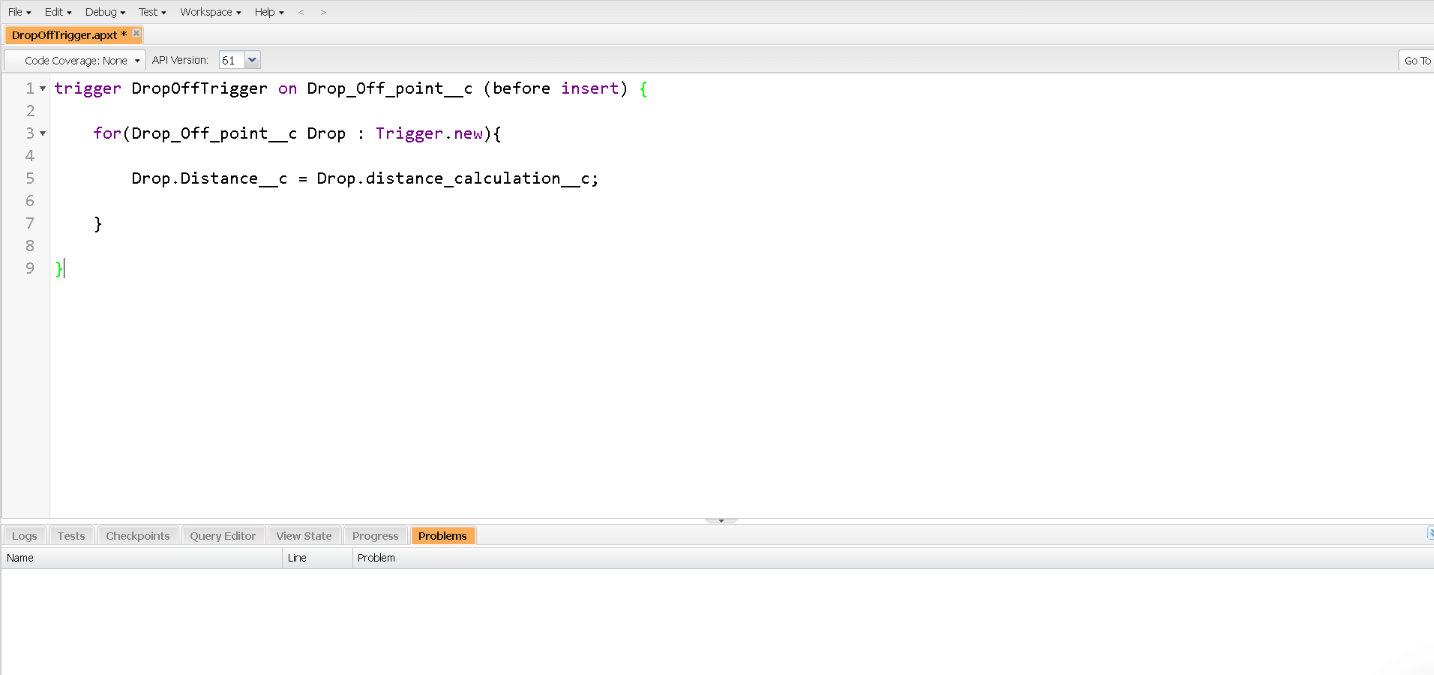 File Edit Debug Test Workspace Help < >
DropOffTrigger.apxt *
Code Coverage: None API Version: 61 Go To
1 trigger DropOffTrigger on Drop_Off_point__c (before insert) {
2
3 for(Drop_Off_point__c Drop : Trigger.new){
4
5 Drop.Distance__c = Drop.distance_calculation__c;
6
7 }
8
9 }
Logs Tests Checkpoints Query Editor View State Progress Problems
Name Line Problem